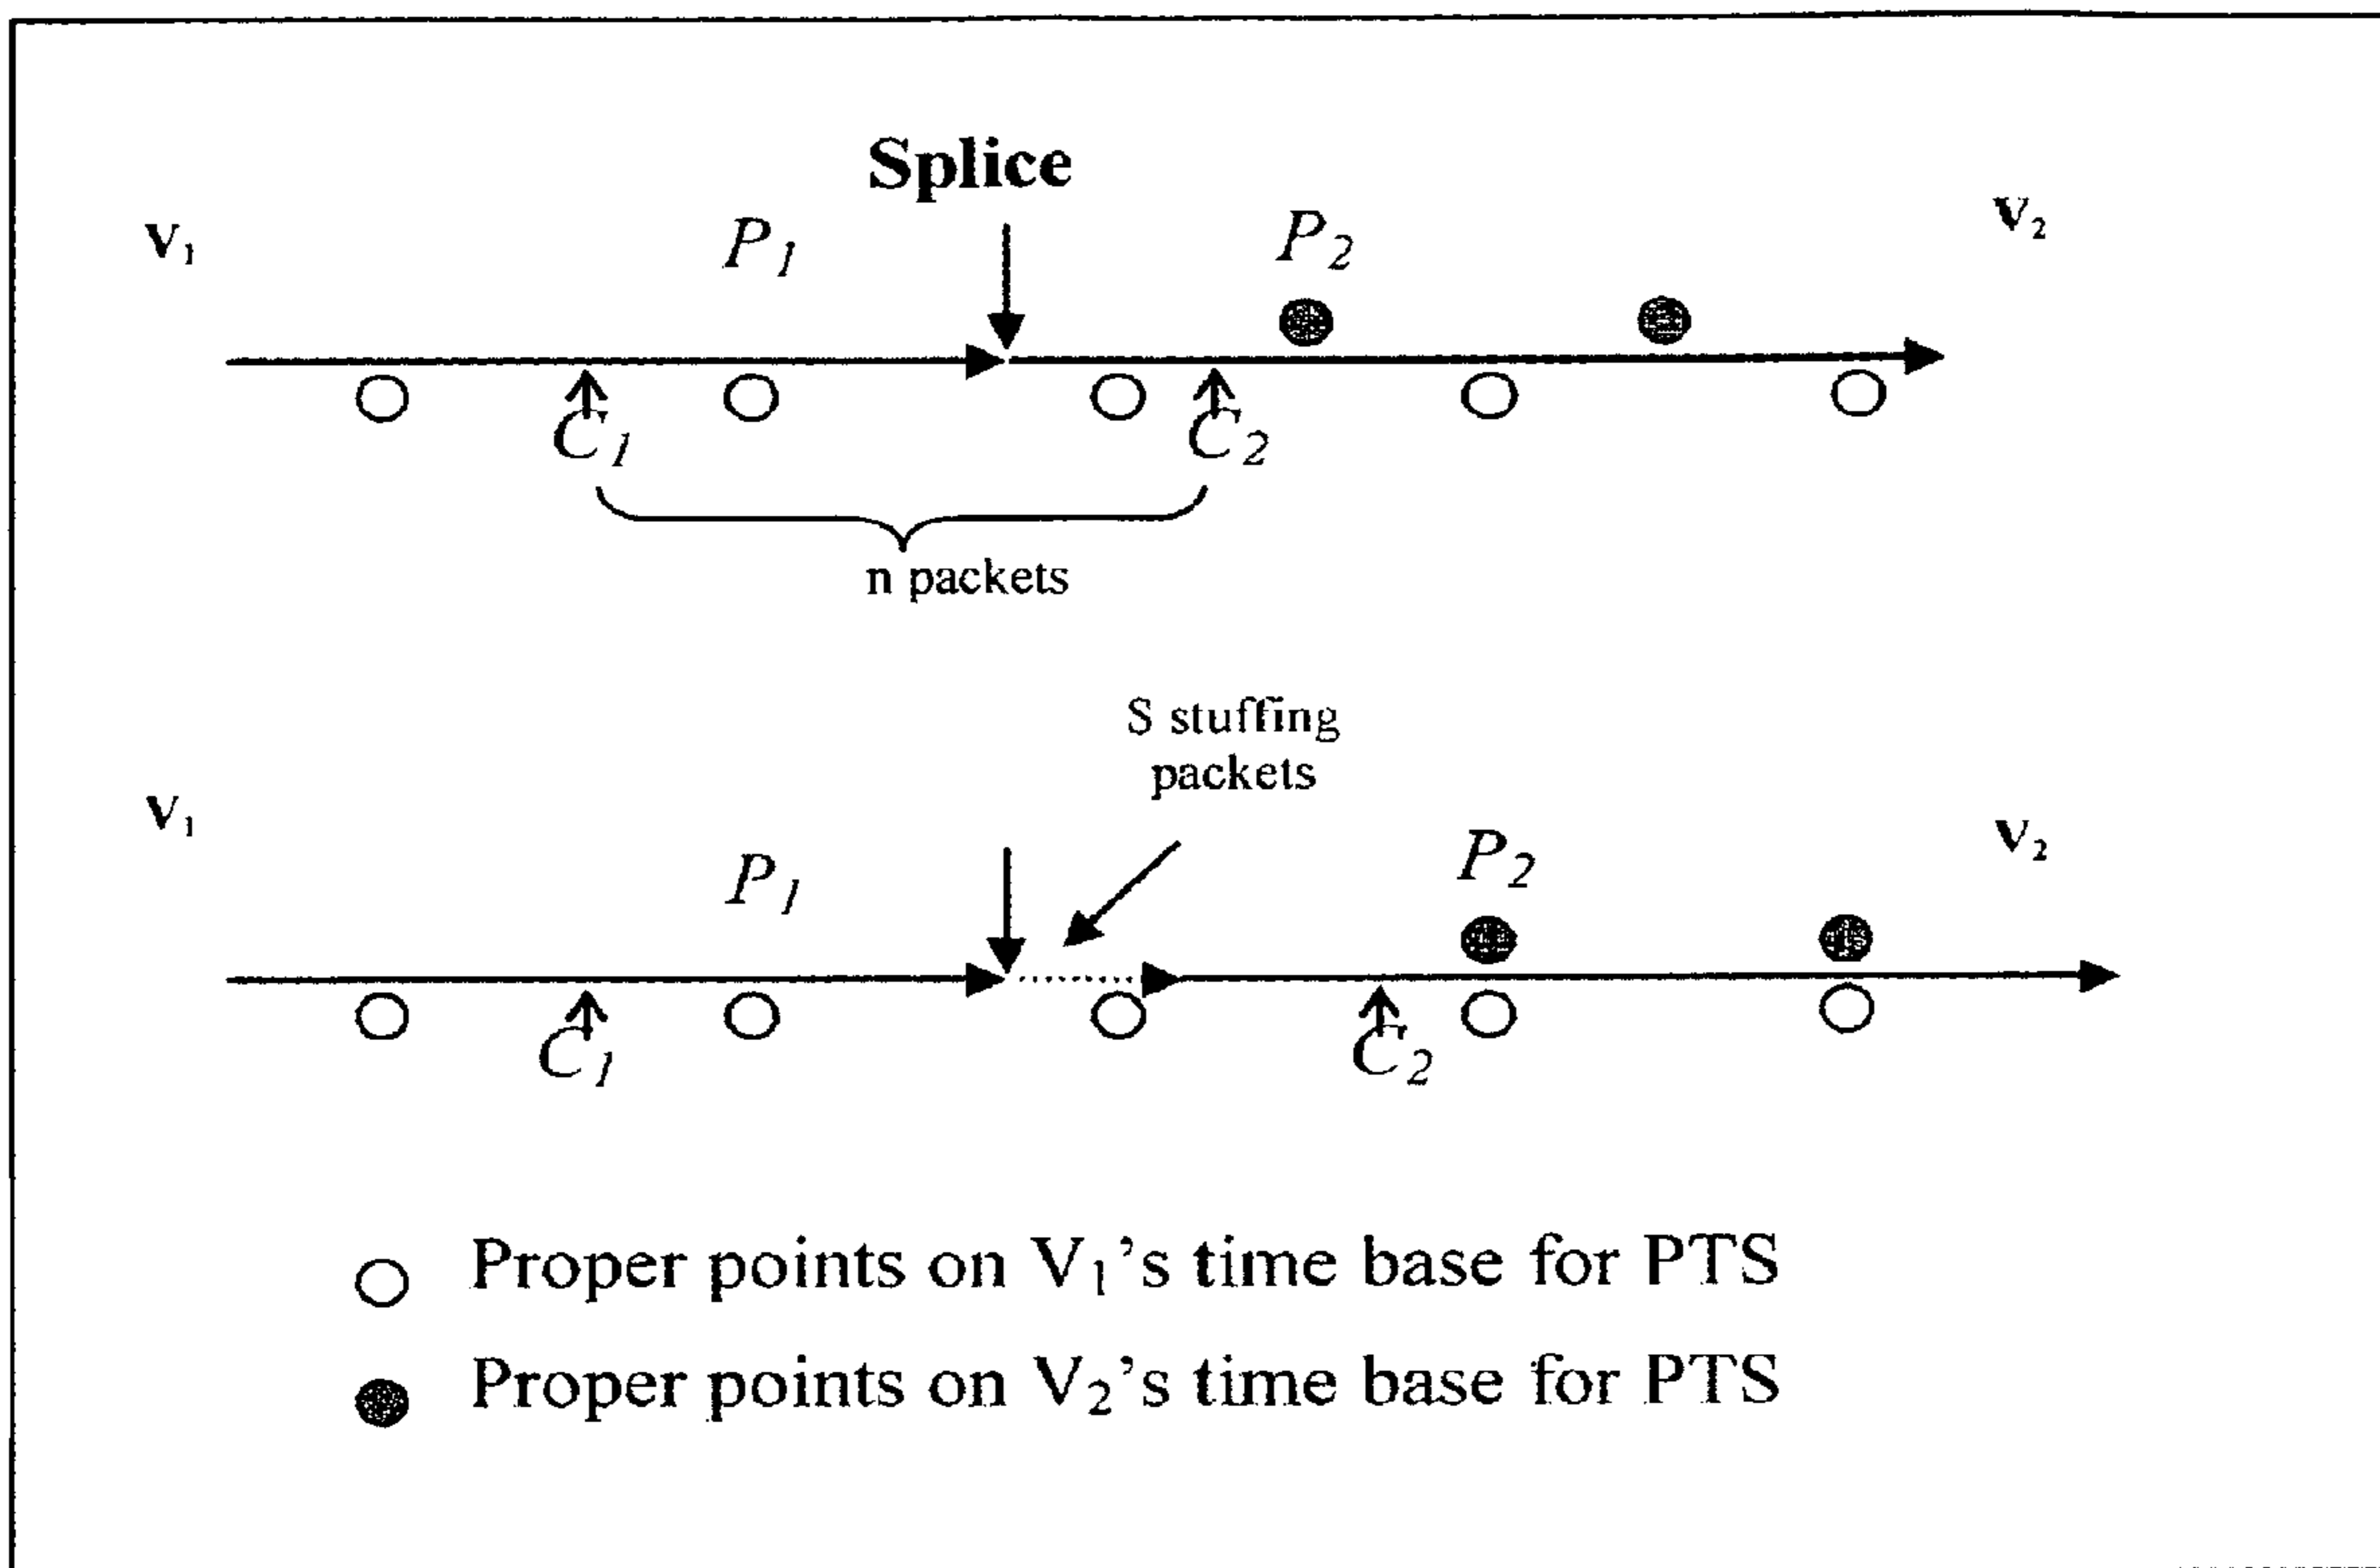 Splice
V₁ P₁ P₂ V₂
C₁ C₂
n packets
S stuffing
packets
V₁ P₁ P₂ V₂
C₁ C₂
Proper points on V₁'s time base for PTS
Proper points on V₂'s time base for PTS